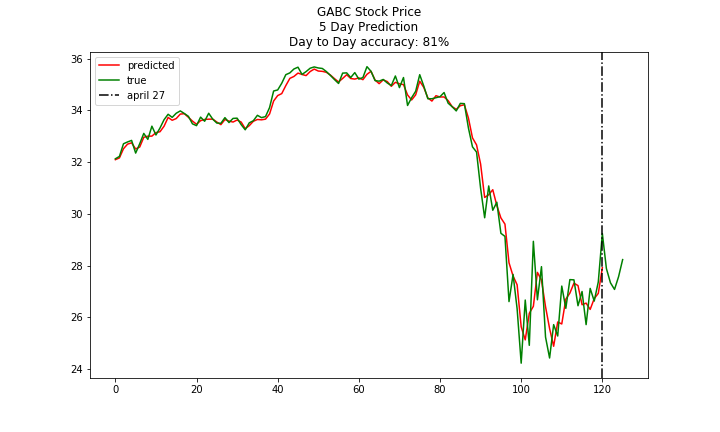 GABC Stock Price
5 Day Prediction
Day to Day accuracy: 81%
predicted
true
april 27
36
34
32
30
28
26
24
0
20
40
60
80
100
120